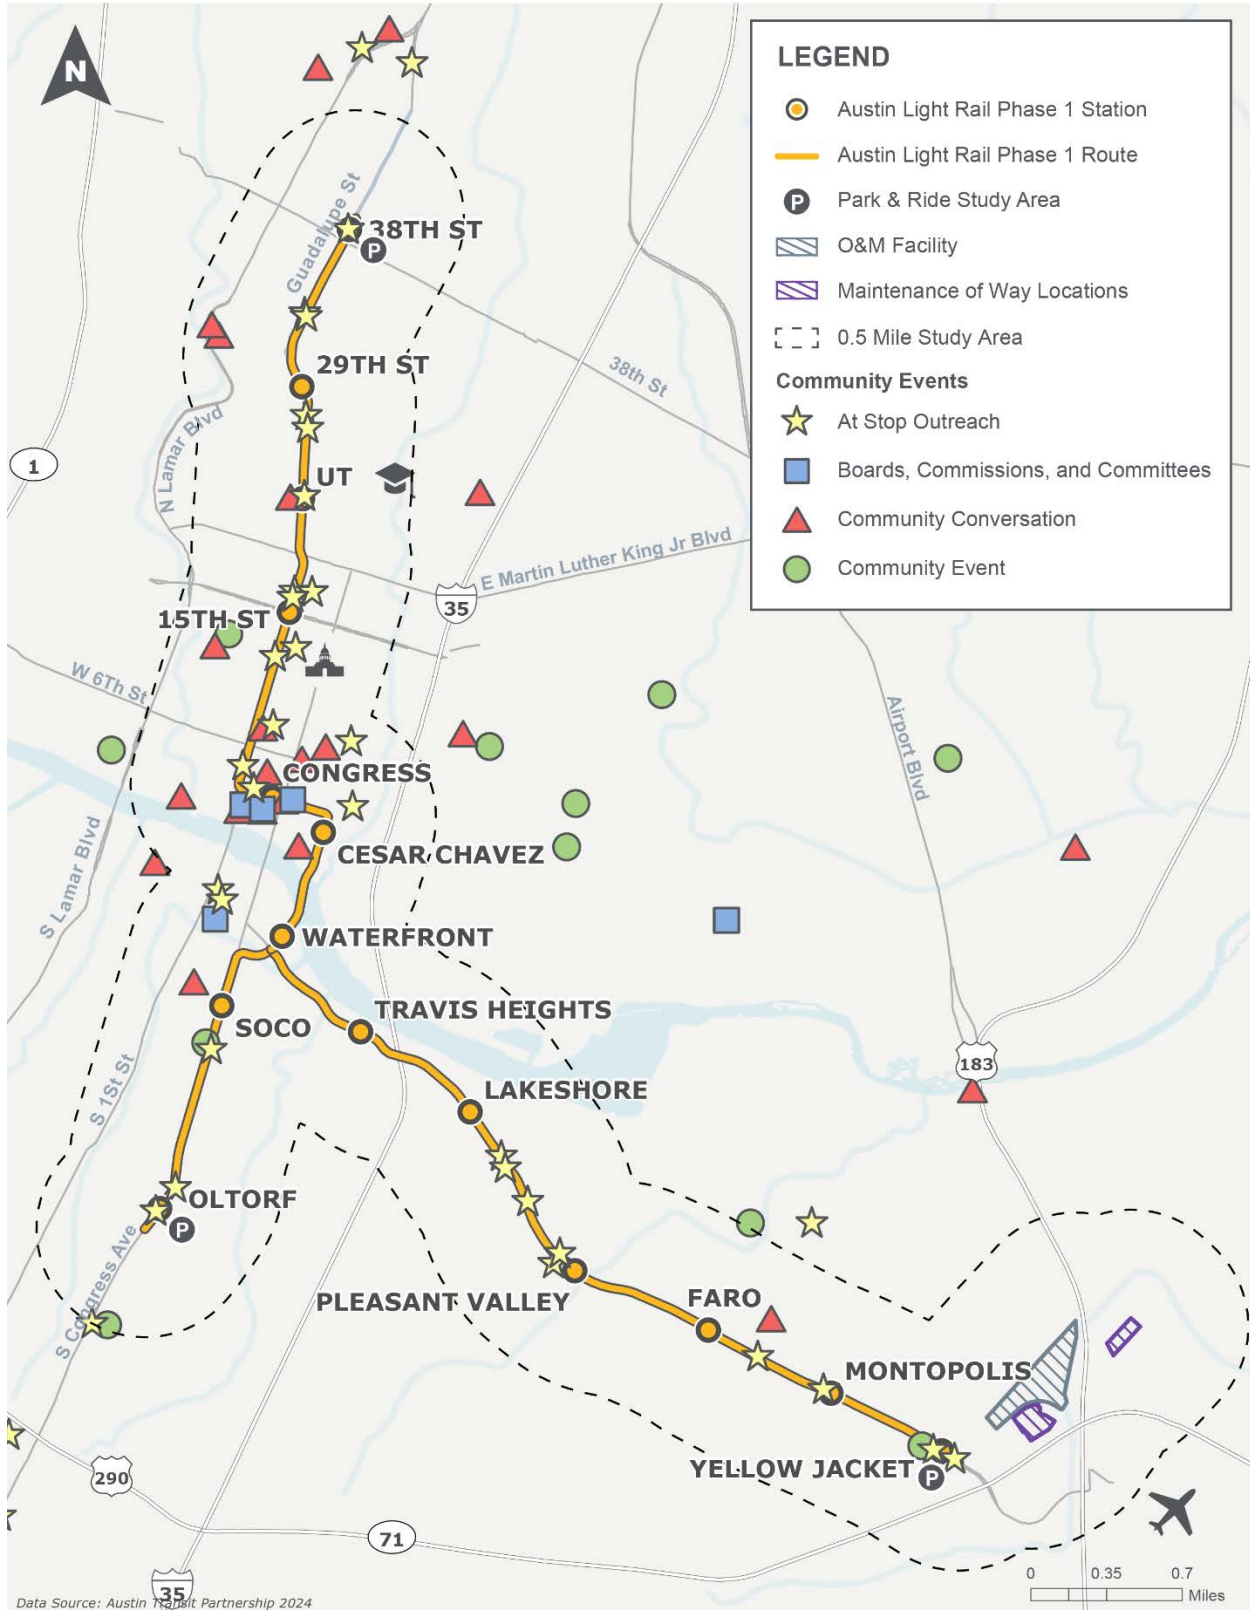 N
LEGEND
Austin Light Rail Phase 1 Station
Austin Light Rail Phase 1 Route
P
Park & Ride Study Area
O&M Facility
Maintenance of Way Locations
0.5 Mile Study Area
Community Events
At Stop Outreach
Boards, Commissions, and Committees
Community Conversation
Community Event
Guadalupe St
38TH ST
P
29TH ST
38th St
N Lamar Blvd
1
UT
E Martin Luther King Jr Blvd
35
15TH ST
W 6Th St
Airport Blvd
CONGRESS
CESAR CHAVEZ
S Lamar Blvd
WATERFRONT
TRAVIS HEIGHTS
SOCO
183
S 1St St
LAKESHORE
OLTORF
P
S Congress Ave
PLEASANT VALLEY
FARO
MONTOPOLIS
YELLOW JACKET
P
290
71
35
0 0.35 0.7
Miles
Data Source: Austin Transit Partnership 2024